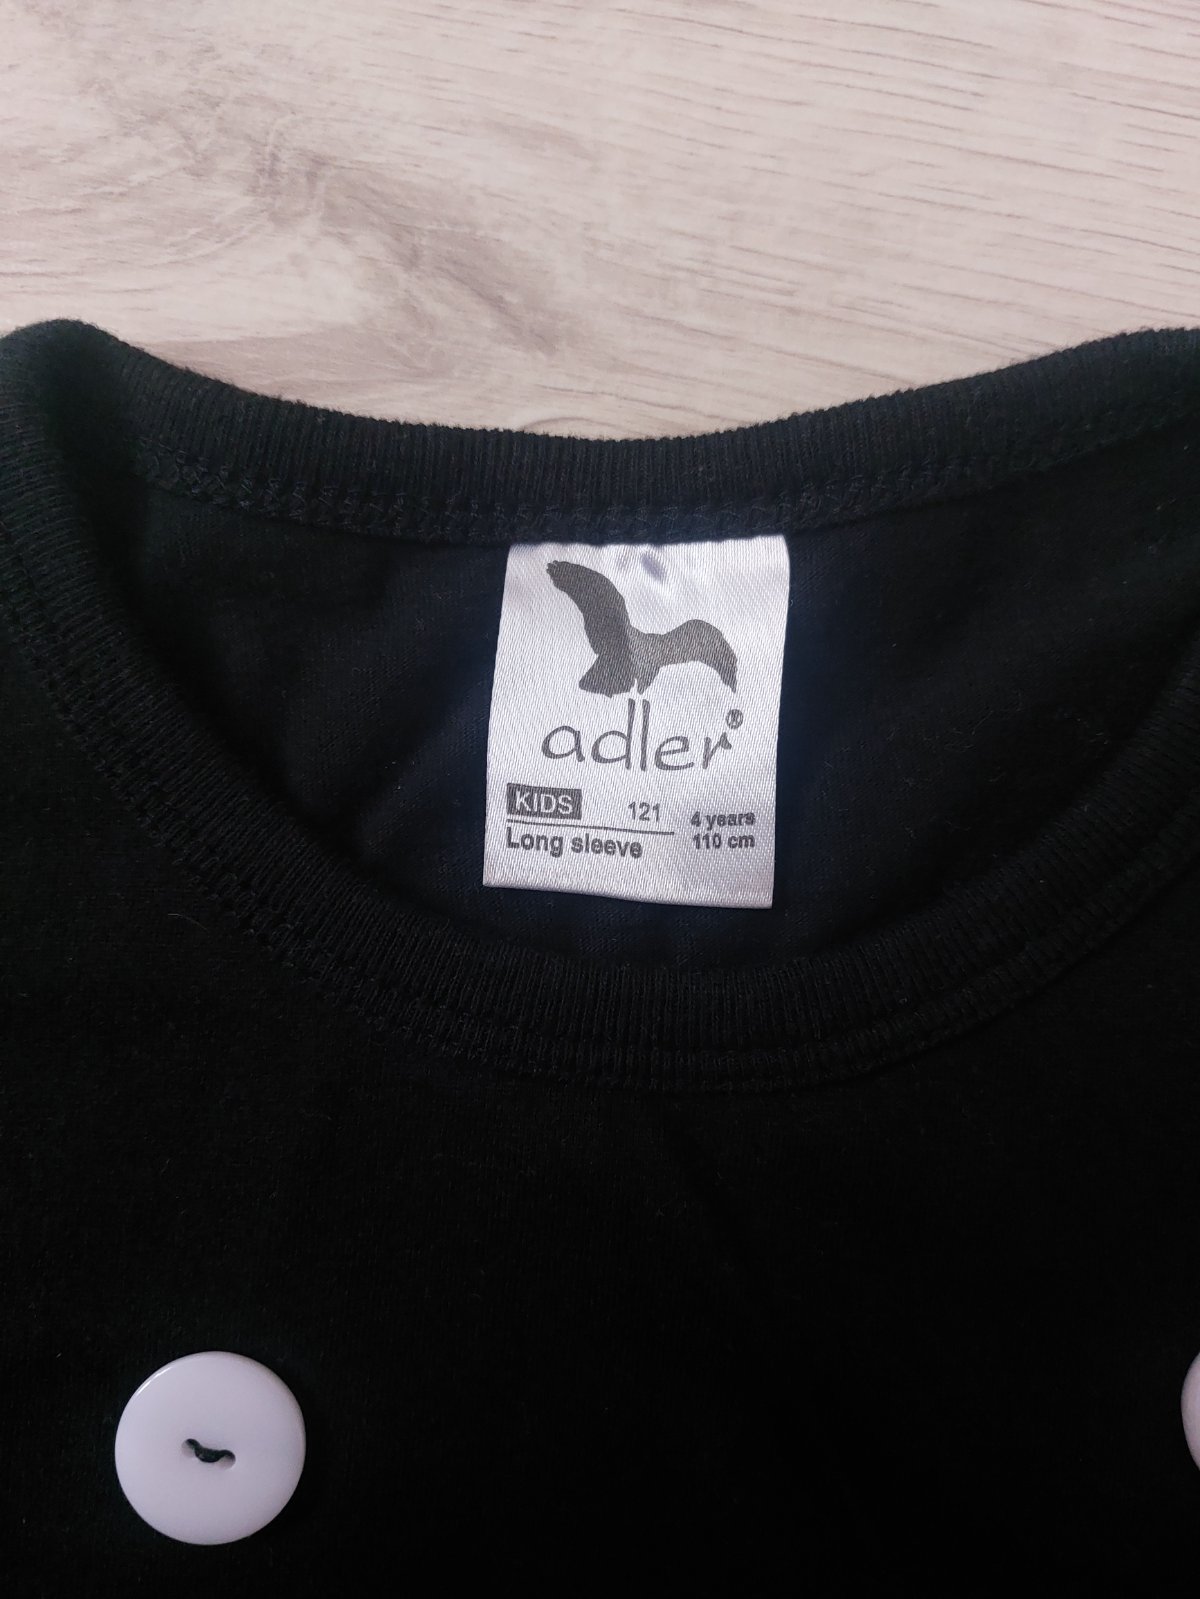 adler®
KIDS 121
Long sleeve
4 years
110 cm